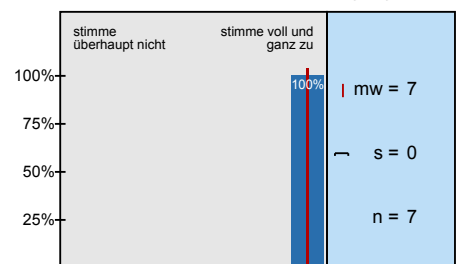 stimme
überhaupt nicht
stimme voll und
ganz zu
100%
100%
mw = 7
75%
s = 0
50%
25%
n = 7